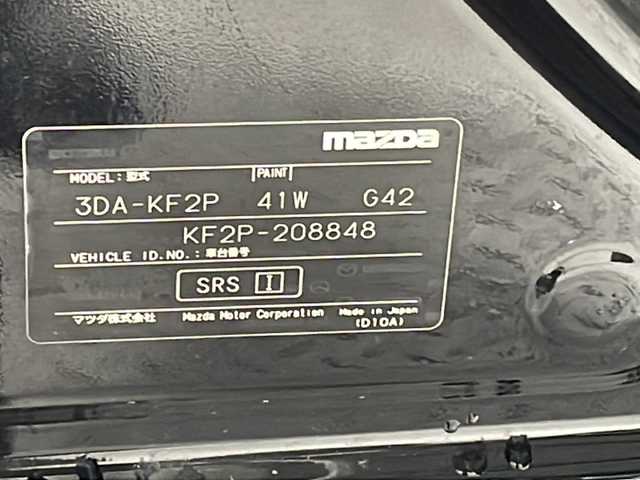 mazda
MODEL:型式 PAINT
3DA-KF2P 41W G42
KF2P-208848
VEHICLE ID.NO.:車台番号
SRS I
マツダ株式会社 Mazda Motor Corporation Made in Japan
(D10A)